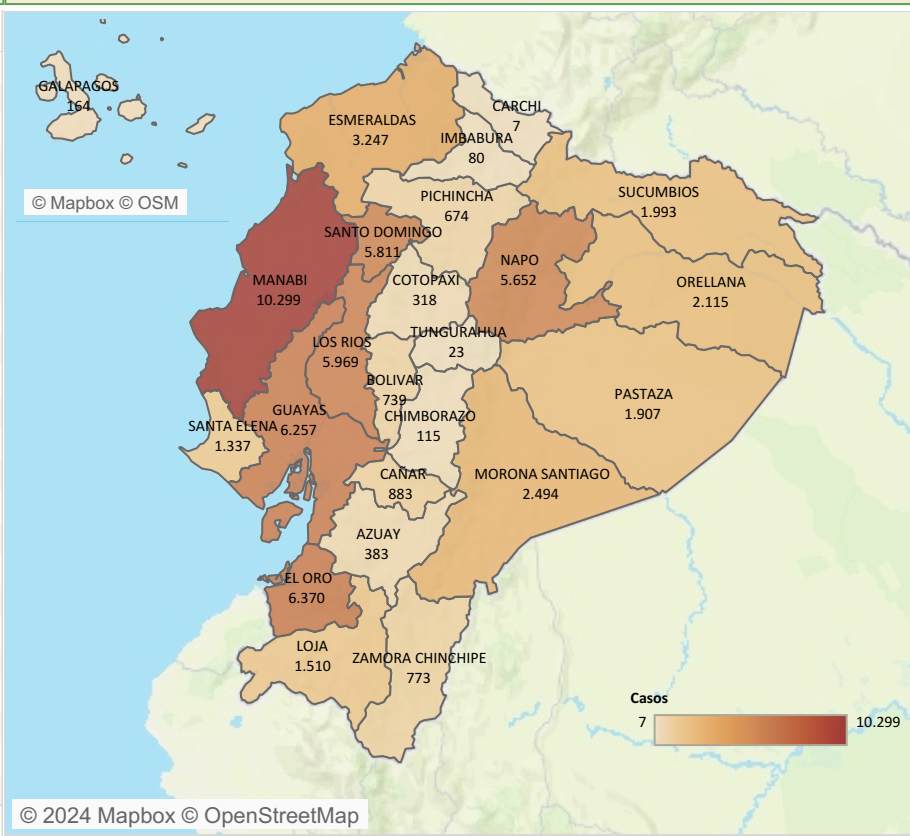 GALAPAGOS
164
© Mapbox © OSM
ESMERALDAS
3.247
CARCHI
7
IMBABURA
80
PICHINCHA
674
SUCUMBIOS
1.993
SANTO DOMINGO
5.811
NAPO
5.652
MANABI
10.299
COTOPAXI
318
ORELLANA
2.115
TUNGURAHUA
23
LOS RIOS
5.969
BOLIVAR
739
PASTAZA
1.907
GUAYAS
6.257
CHIMBORAZO
115
SANTA ELENA
1.337
CAÑAR
883
MORONA SANTIAGO
2.494
AZUAY
383
EL ORO
6.370
LOJA
1.510
ZAMORA CHINCHIPE
773
Casos
7 10.299
© 2024 Mapbox © OpenStreetMap